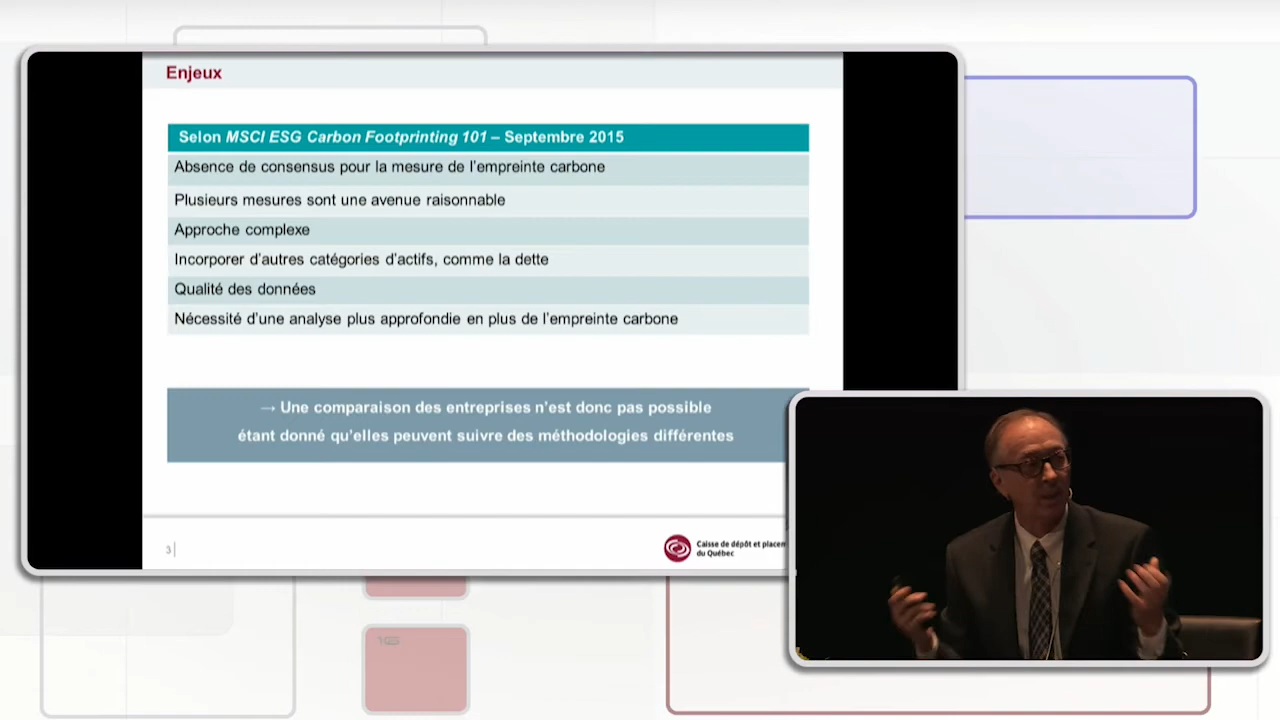 Enjeux
Selon MSCI ESG Carbon Footprinting 101 – Septembre 2015
Absence de consensus pour la mesure de l’empreinte carbone
Plusieurs mesures sont une avenue raisonnable
Approche complexe
Incorporer d’autres catégories d’actifs, comme la dette
Qualité des données
Nécessité d’une analyse plus approfondie en plus de l’empreinte carbone
→ Une comparaison des entreprises n’est donc pas possible
étant donné qu’elles peuvent suivre des méthodologies différentes
3
Caisse de dépôt et
du Québec